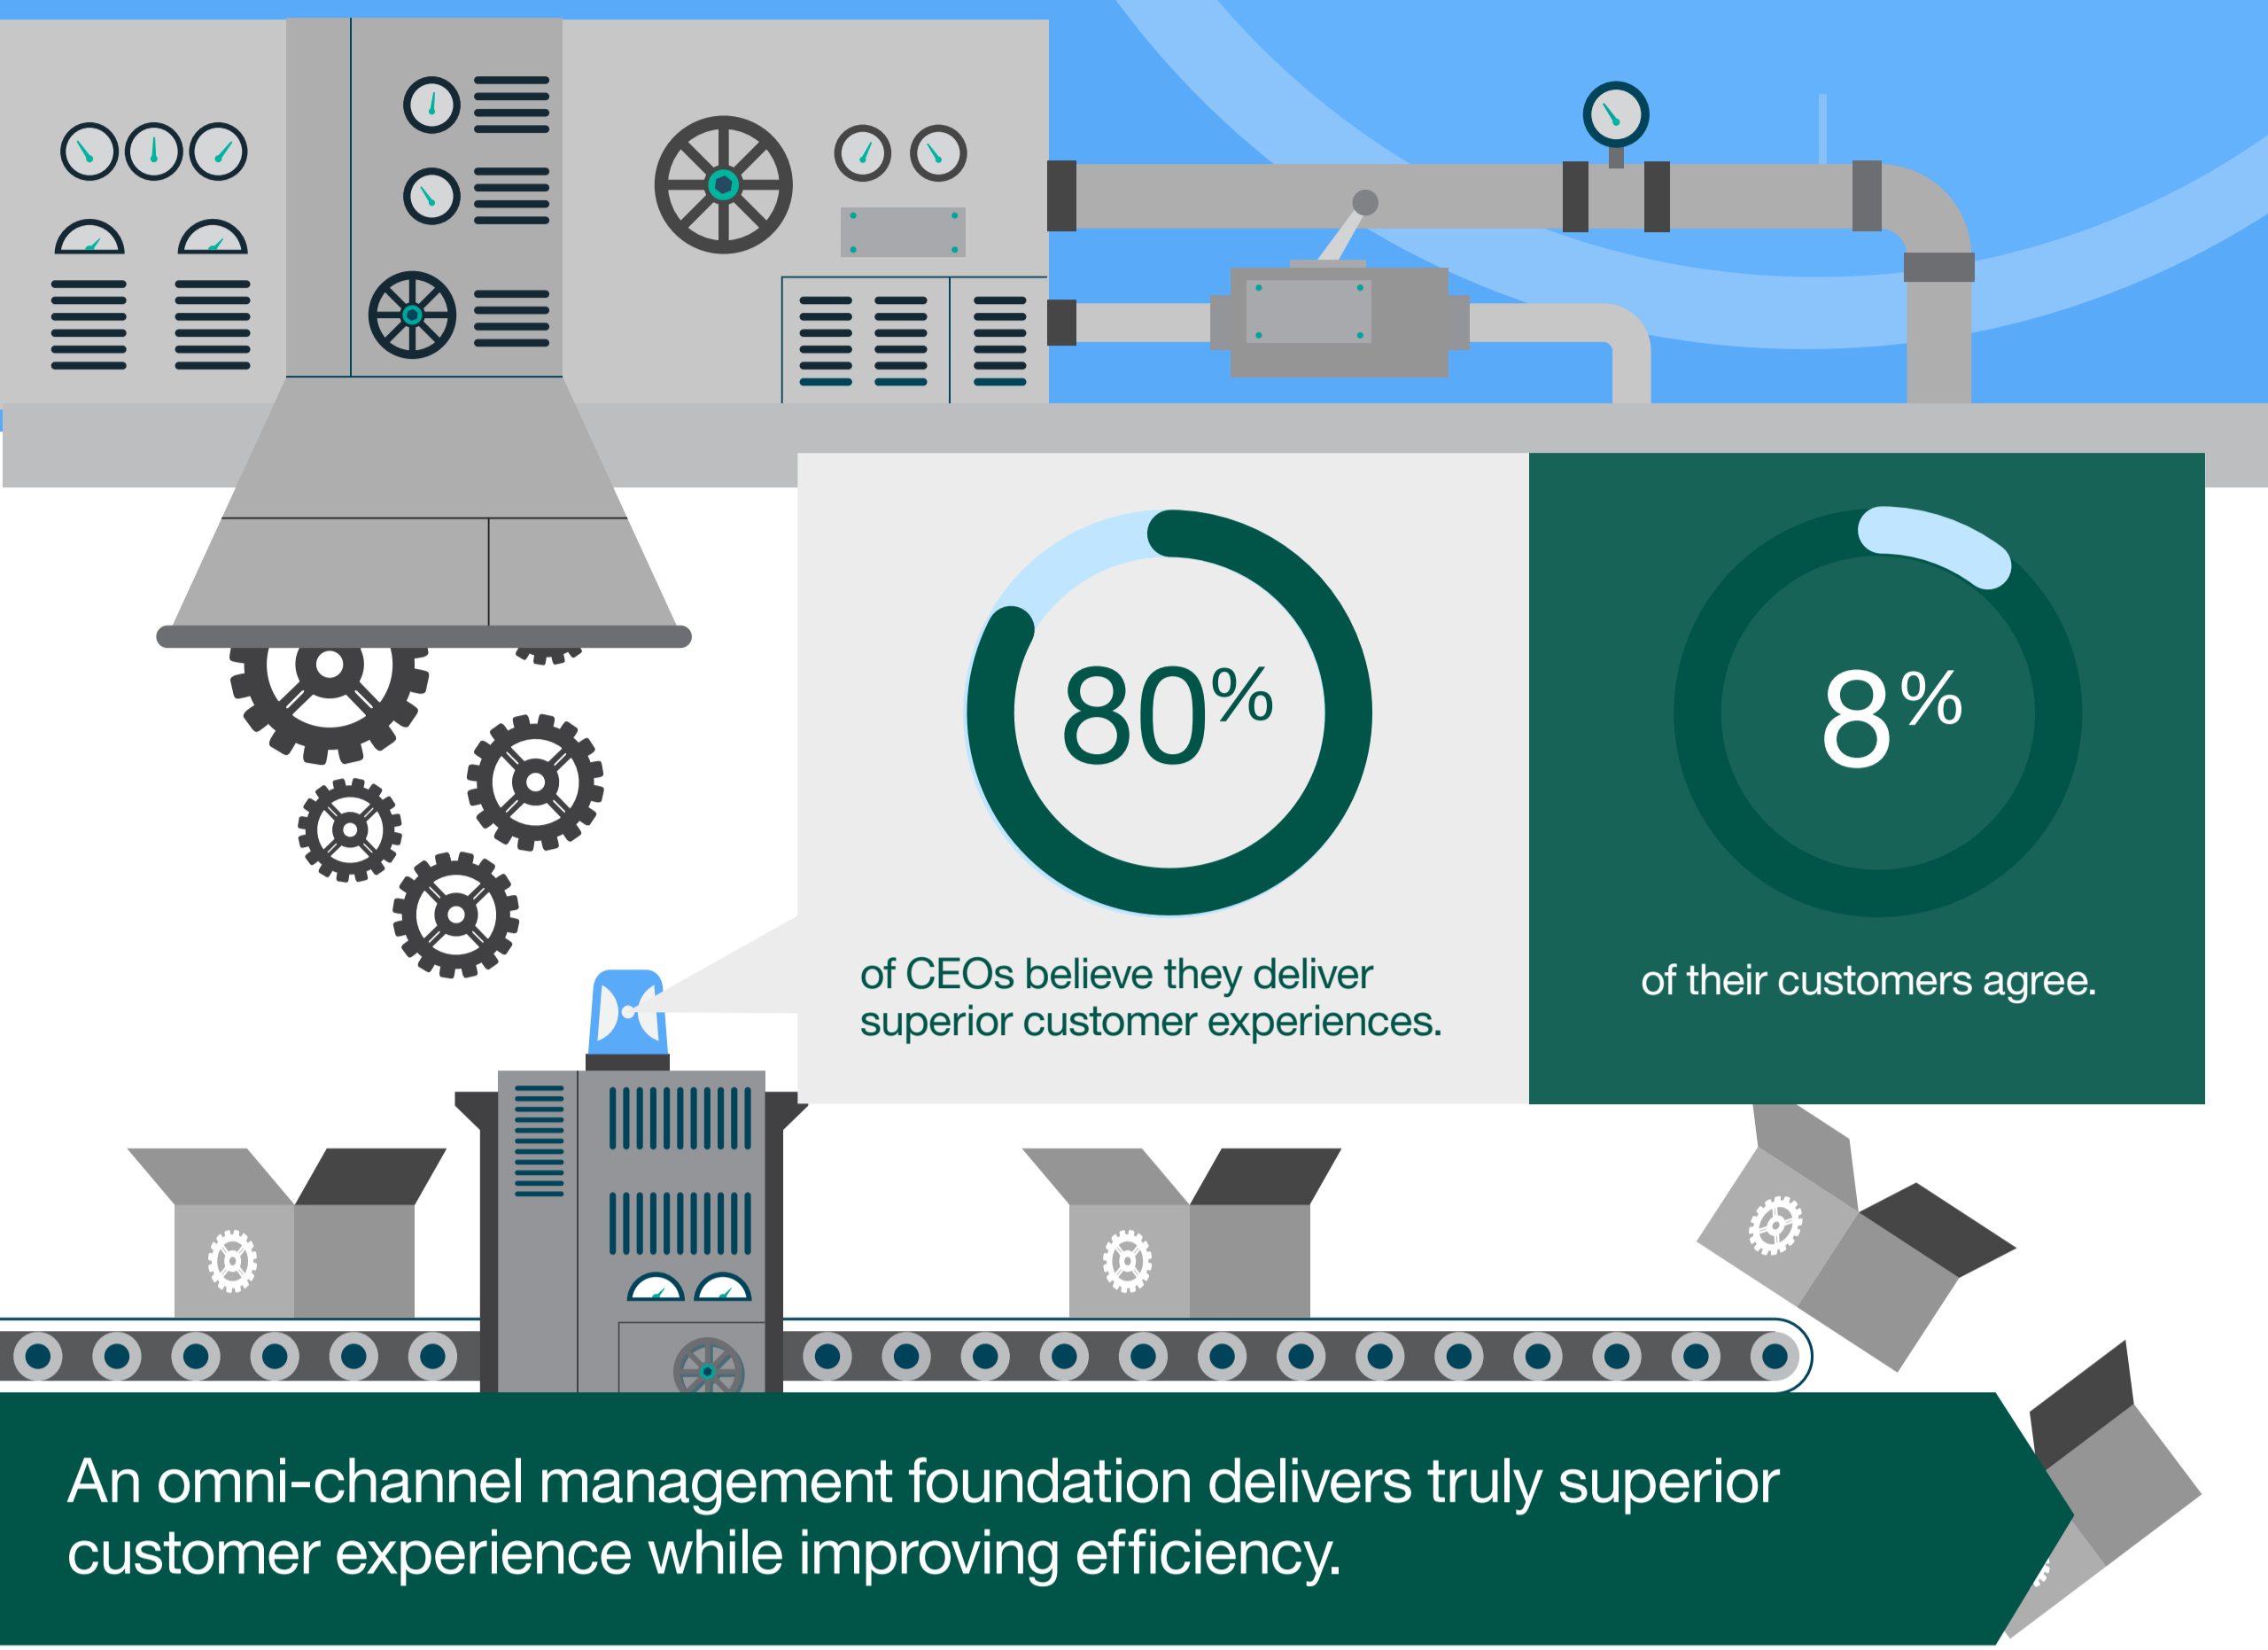 80%
of CEOs believe they deliver
superior customer experiences.
8%
of their customers agree.
An omni-channel management foundation delivers truly superior
customer experience while improving efficiency.